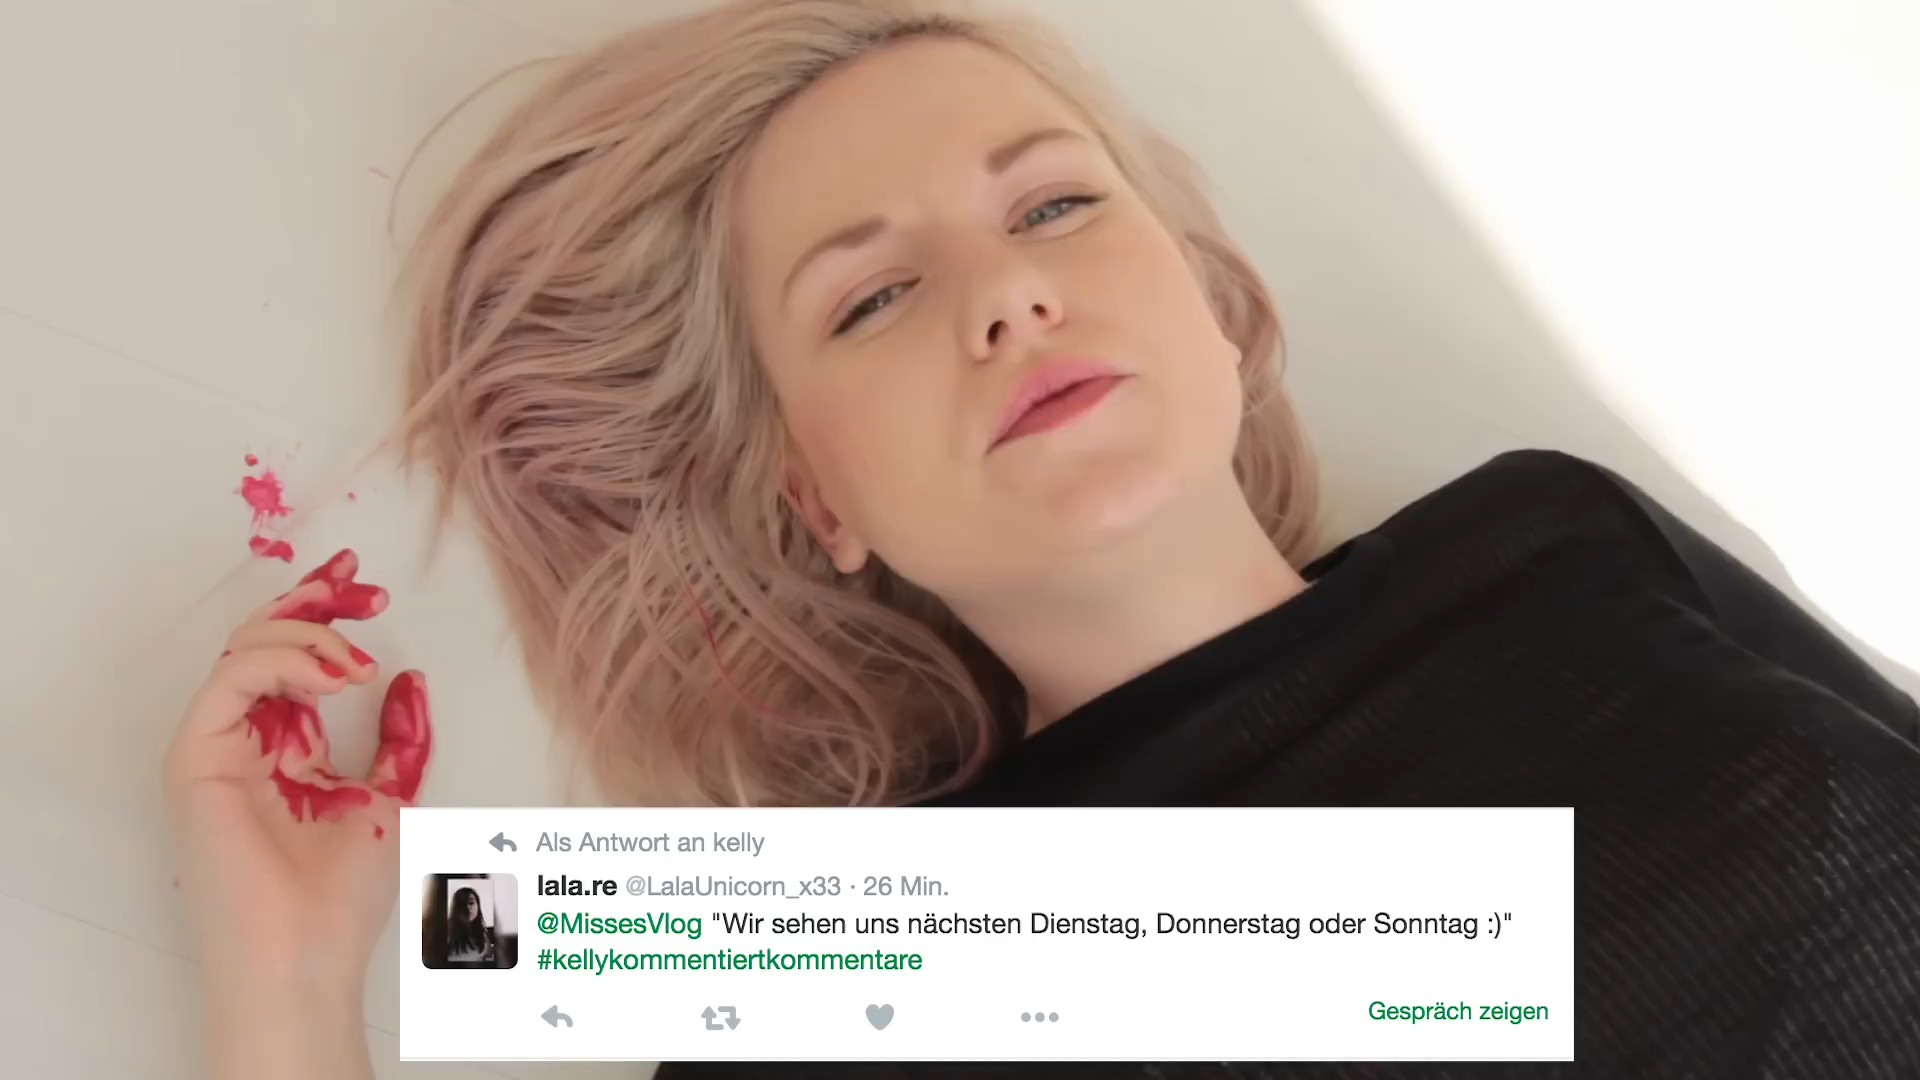 Als Antwort an kelly
lala.re @LalaUnicorn_x33 · 26 Min.
@MissesVlog "Wir sehen uns nächsten Dienstag, Donnerstag oder Sonntag :)"
#kellykommentiertkommentare
Gespräch zeigen